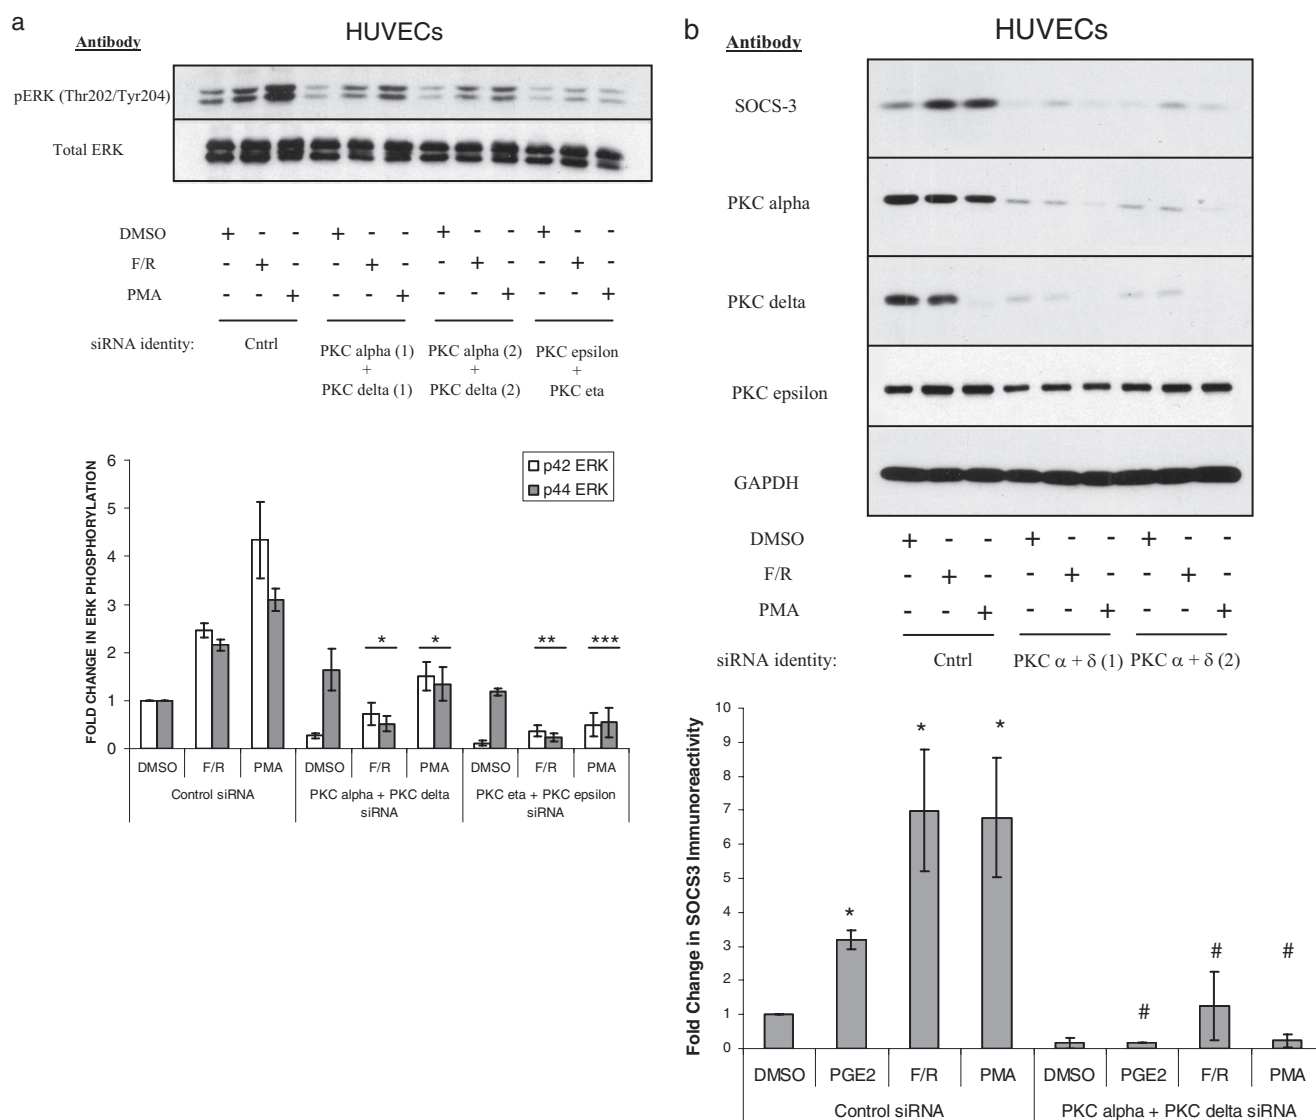 a
HUVECs
Antibody
pERK (Thr202/Tyr204)
Total ERK
DMSO + - - + - - + - - + - -
F/R - + - - + - - + - - + -
PMA - - + - - + - - + - - +
siRNA identity: Cntrl PKC alpha (1) + PKC delta (1) PKC alpha (2) + PKC delta (2) PKC epsilon + PKC eta
FOLD CHANGE IN ERK PHOSPHORYLATION
6
5
4
3
2
1
0
p42 ERK
p44 ERK
* * ** ***
DMSO F/R PMA DMSO F/R PMA DMSO F/R PMA
Control siRNA PKC alpha + PKC delta siRNA PKC eta + PKC epsilon siRNA
b
HUVECs
Antibody
SOCS-3
PKC alpha
PKC delta
PKC epsilon
GAPDH
DMSO + - - + - - + - -
F/R - + - - + - - + -
PMA - - + - - + - - +
siRNA identity: Cntrl PKC α + δ (1) PKC α + δ (2)
Fold Change in SOCS3 Immunoreactivity
10
9
8
7
6
5
4
3
2
1
0
* * * # # #
DMSO PGE2 F/R PMA DMSO PGE2 F/R PMA
Control siRNA PKC alpha + PKC delta siRNA